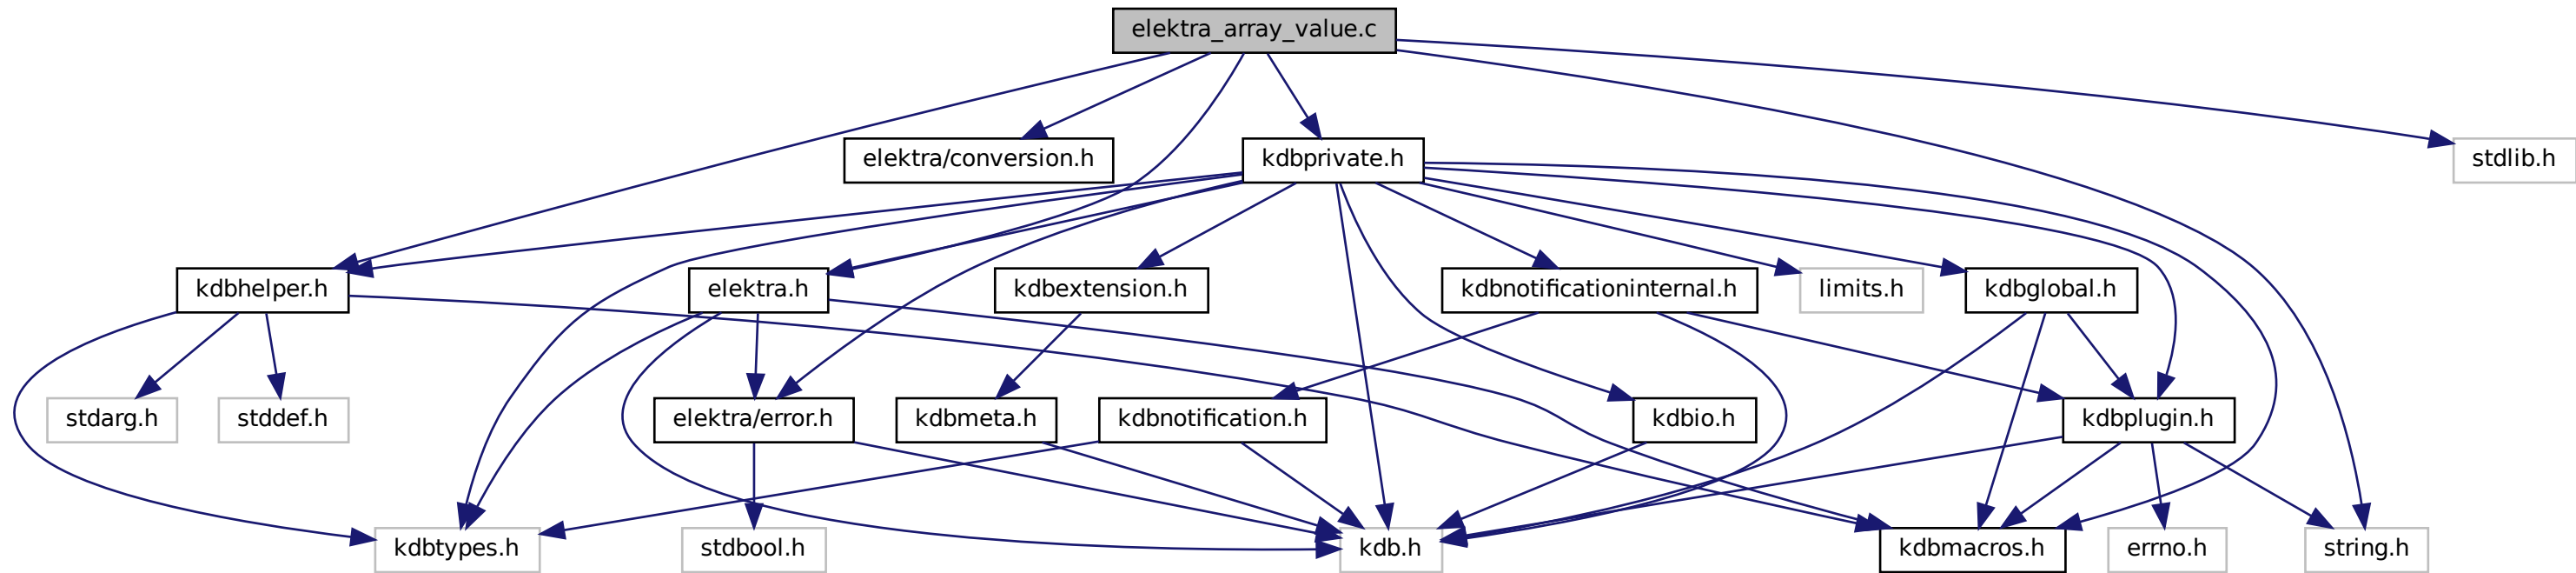 elektra_array_value.c
elektra/conversion.h
kdbprivate.h
stdlib.h
kdbhelper.h
elektra.h
kdbextension.h
kdbnotificationinternal.h
limits.h
kdbglobal.h
stdarg.h
stddef.h
elektra/error.h
kdbmeta.h
kdbnotification.h
kdbio.h
kdbplugin.h
kdbtypes.h
stdbool.h
kdb.h
kdbmacros.h
errno.h
string.h